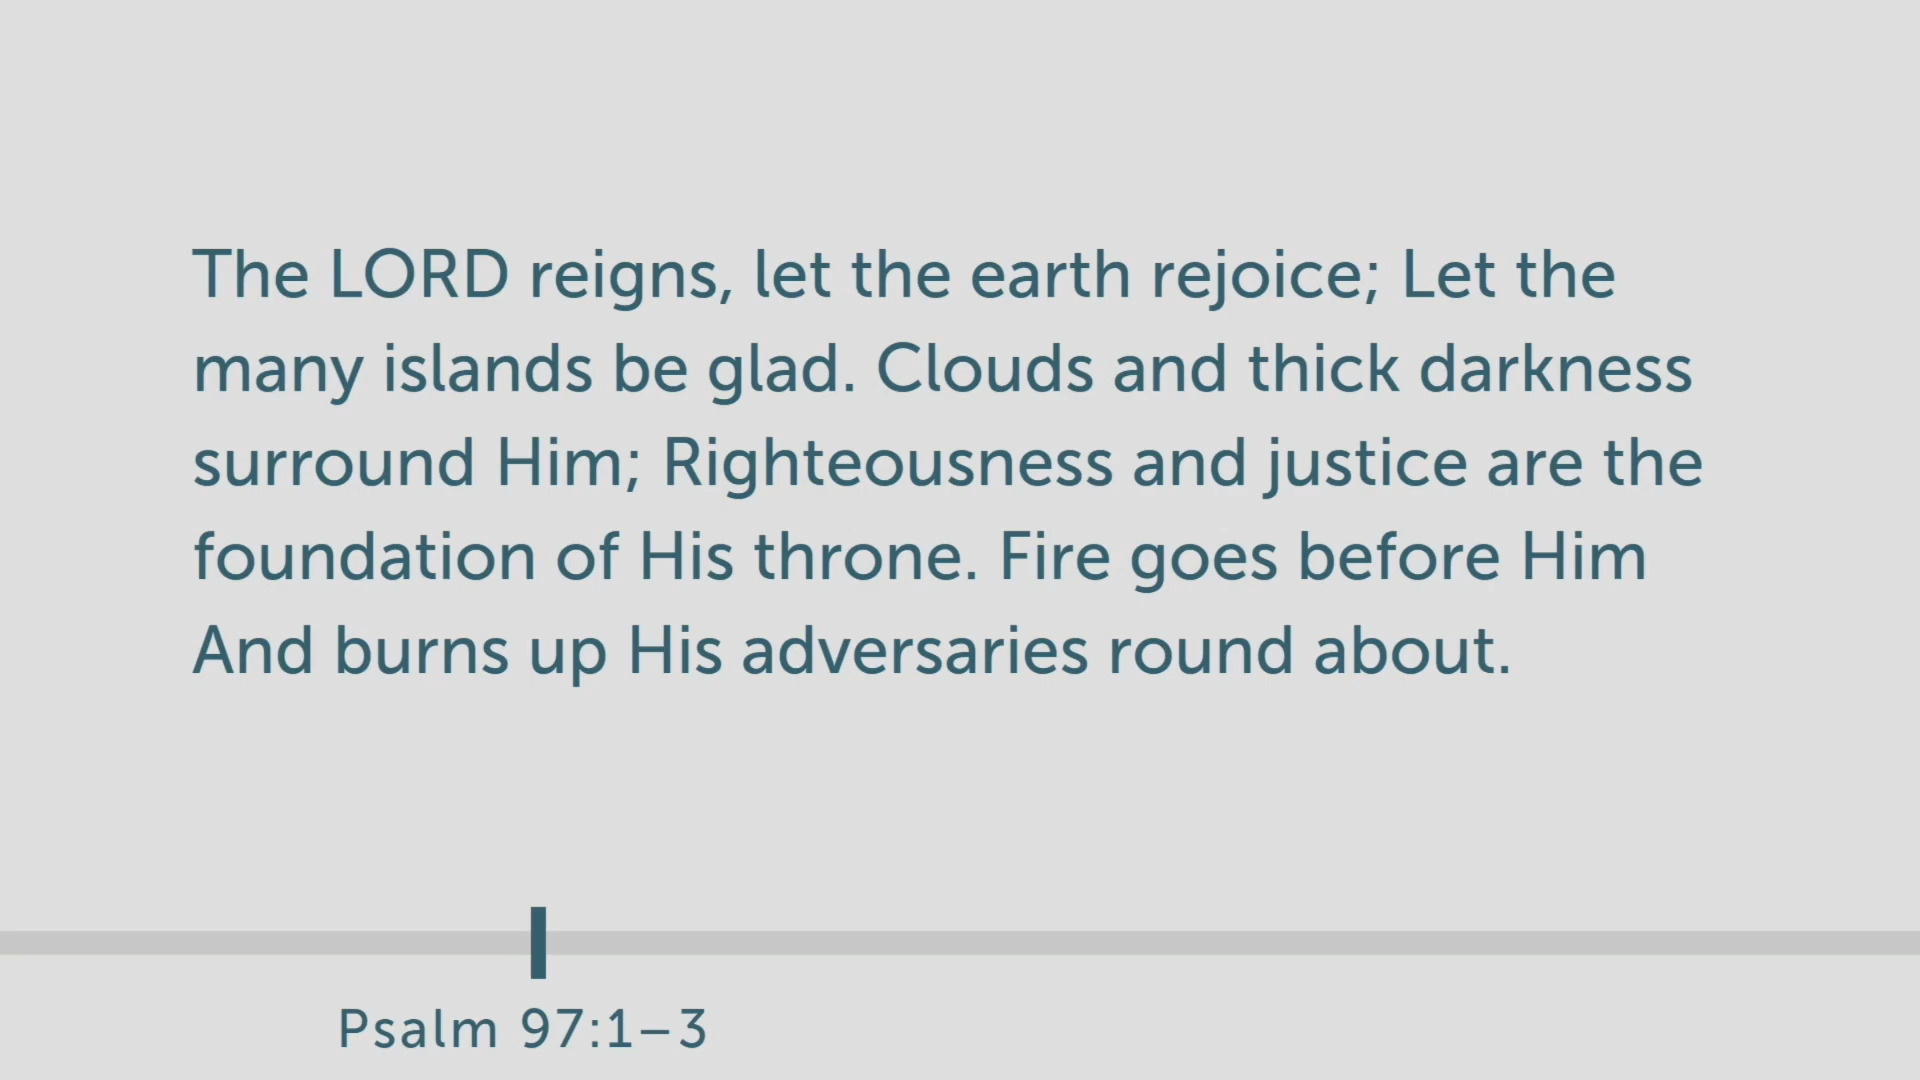 The LORD reigns, let the earth rejoice; Let the
many islands be glad. Clouds and thick darkness
surround Him; Righteousness and justice are the
foundation of His throne. Fire goes before Him
And burns up His adversaries round about.
Psalm 97:1–3